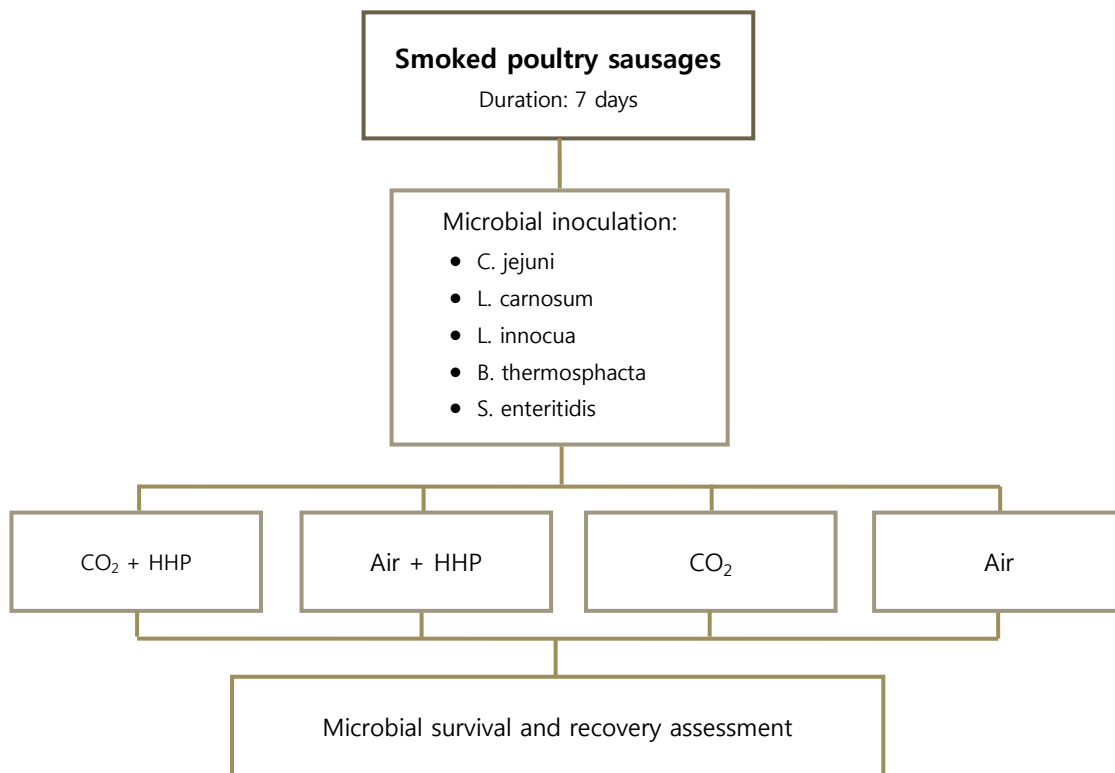 Smoked poultry sausages
Duration: 7 days
Microbial inoculation:
• C. jejuni
• L. carnosum
• L. innocua
• B. thermosphacta
• S. enteritidis
CO₂ + HHP
Air + HHP
CO₂
Air
Microbial survival and recovery assessment